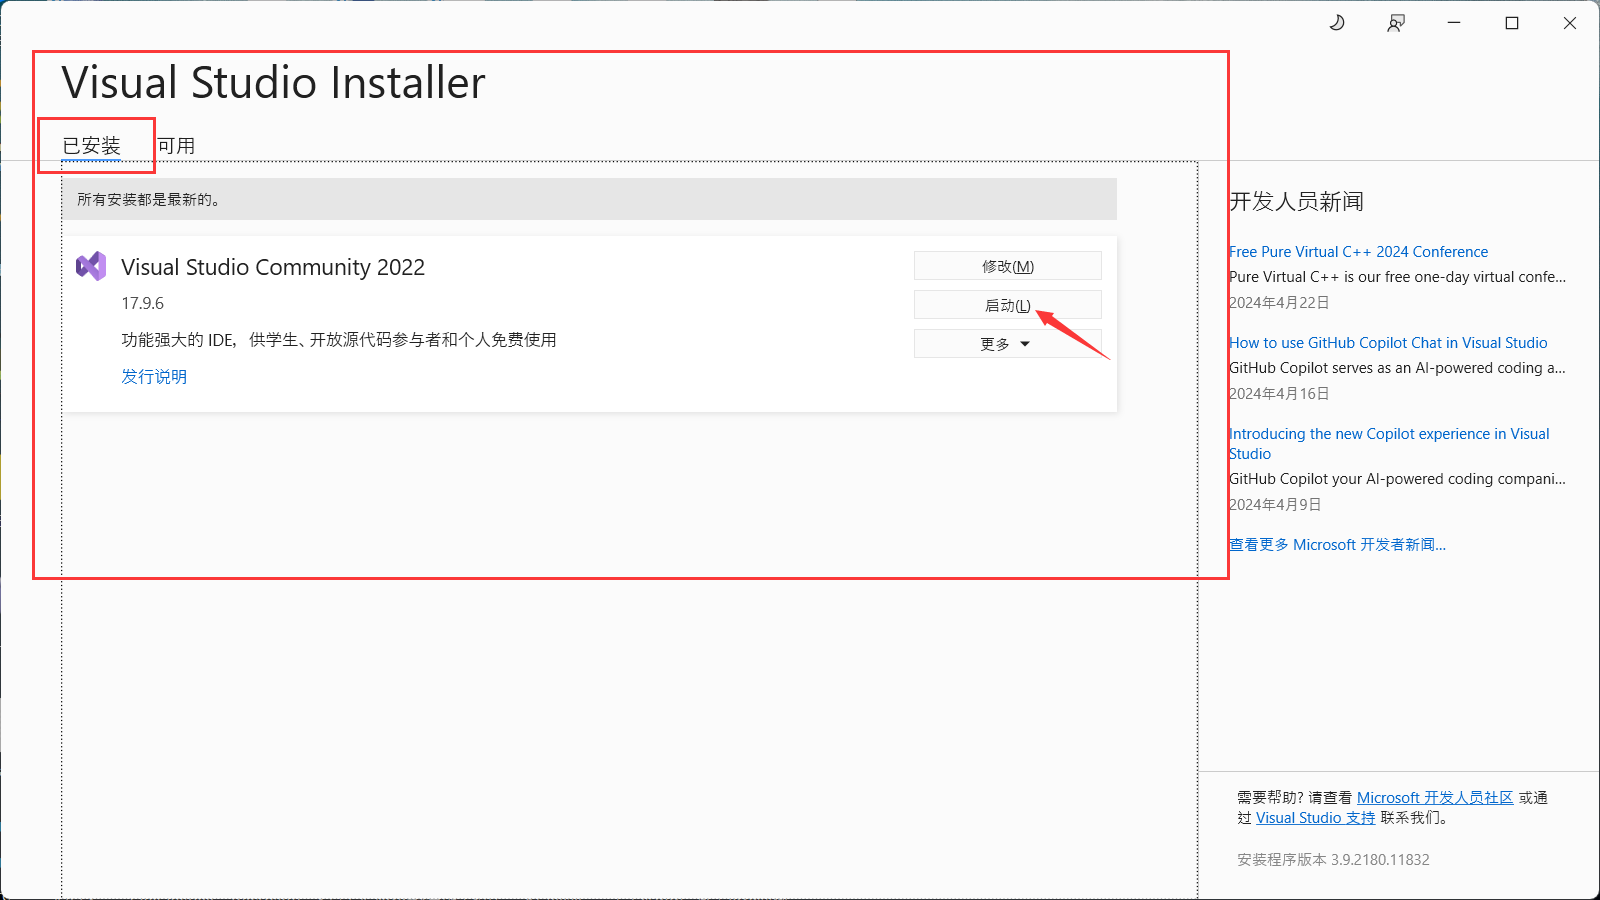 Visual Studio Installer
已安装 可用
所有安装都是最新的。
Visual Studio Community 2022
17.9.6
功能强大的 IDE，供学生、开放源代码参与者和个人免费使用
发行说明
修改(M)
启动(L)
更多
开发人员新闻
Free Pure Virtual C++ 2024 Conference
Pure Virtual C++ is our free one-day virtual confe...
2024年4月22日
How to use GitHub Copilot Chat in Visual Studio
GitHub Copilot serves as an AI-powered coding a...
2024年4月16日
Introducing the new Copilot experience in Visual
Studio
GitHub Copilot your AI-powered coding compani...
2024年4月9日
查看更多 Microsoft 开发者新闻...
需要帮助? 请查看 Microsoft 开发人员社区 或通
过 Visual Studio 支持 联系我们。
安装程序版本 3.9.2180.11832